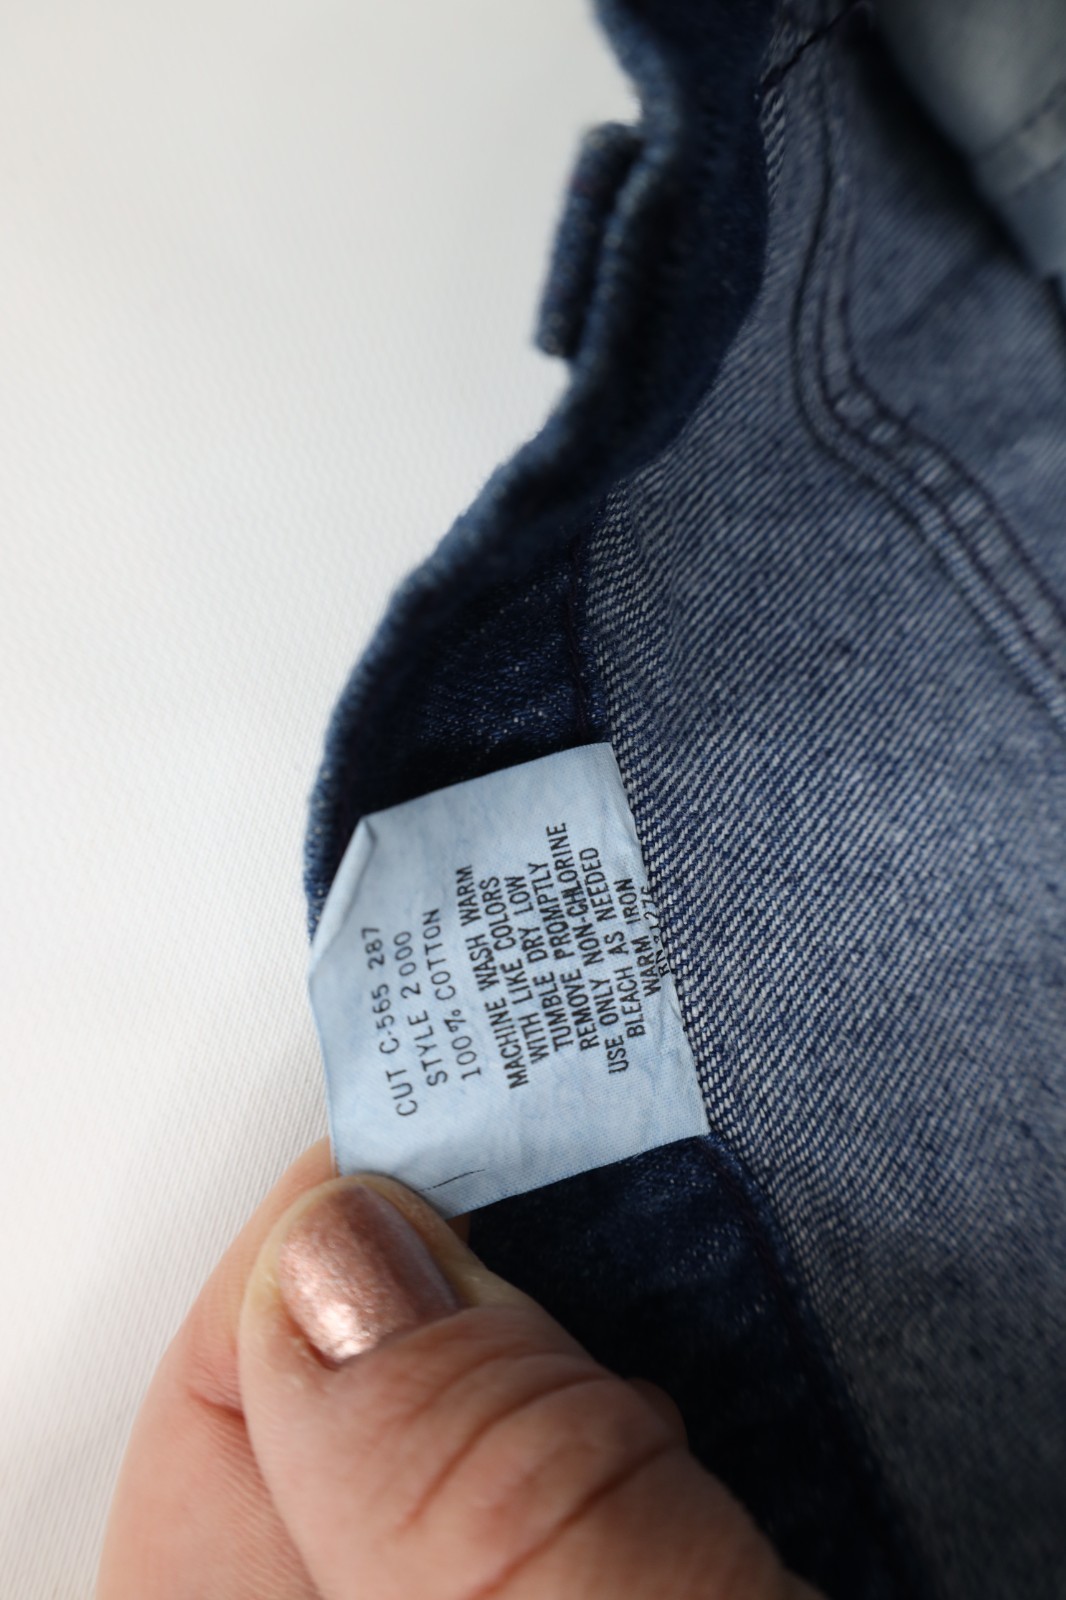 CUT C-565 287
STYLE 2000
100% COTTON
MACHINE WASH WARM
WITH LIKE COLORS
TUMBLE DRY LOW
REMOVE PROMPTLY
USE ONLY NON-CHLORINE
BLEACH AS NEEDED
WARM IRON